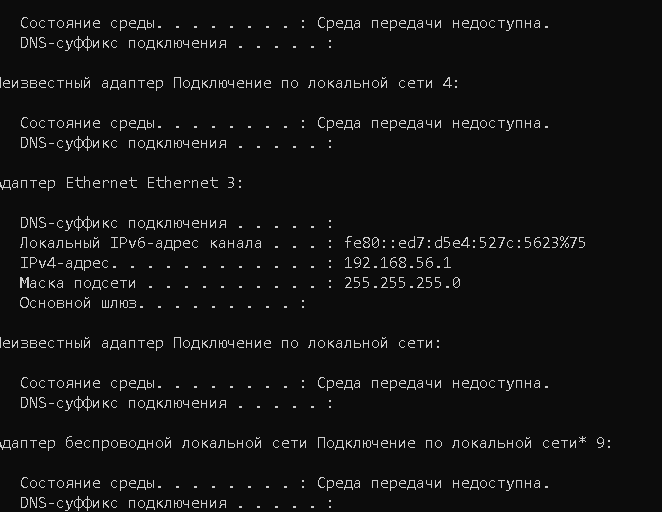 Состояние среды. . . . . . . . : Среда передачи недоступна.
DNS-суффикс подключения . . . . . :
Неизвестный адаптер Подключение по локальной сети 4:
Состояние среды. . . . . . . . : Среда передачи недоступна.
DNS-суффикс подключения . . . . . :
Адаптер Ethernet Ethernet 3:
DNS-суффикс подключения . . . . . :
Локальный IPv6-адрес канала . . . : fe80::ed7:d5e4:527c:5623%75
IPv4-адрес. . . . . . . . . . . . : 192.168.56.1
Маска подсети . . . . . . . . . . : 255.255.255.0
Основной шлюз. . . . . . . . . :
Неизвестный адаптер Подключение по локальной сети:
Состояние среды. . . . . . . . : Среда передачи недоступна.
DNS-суффикс подключения . . . . . :
Адаптер беспроводной локальной сети Подключение по локальной сети* 9:
Состояние среды. . . . . . . . : Среда передачи недоступна.
DNS-суффикс подключения . . . . . :